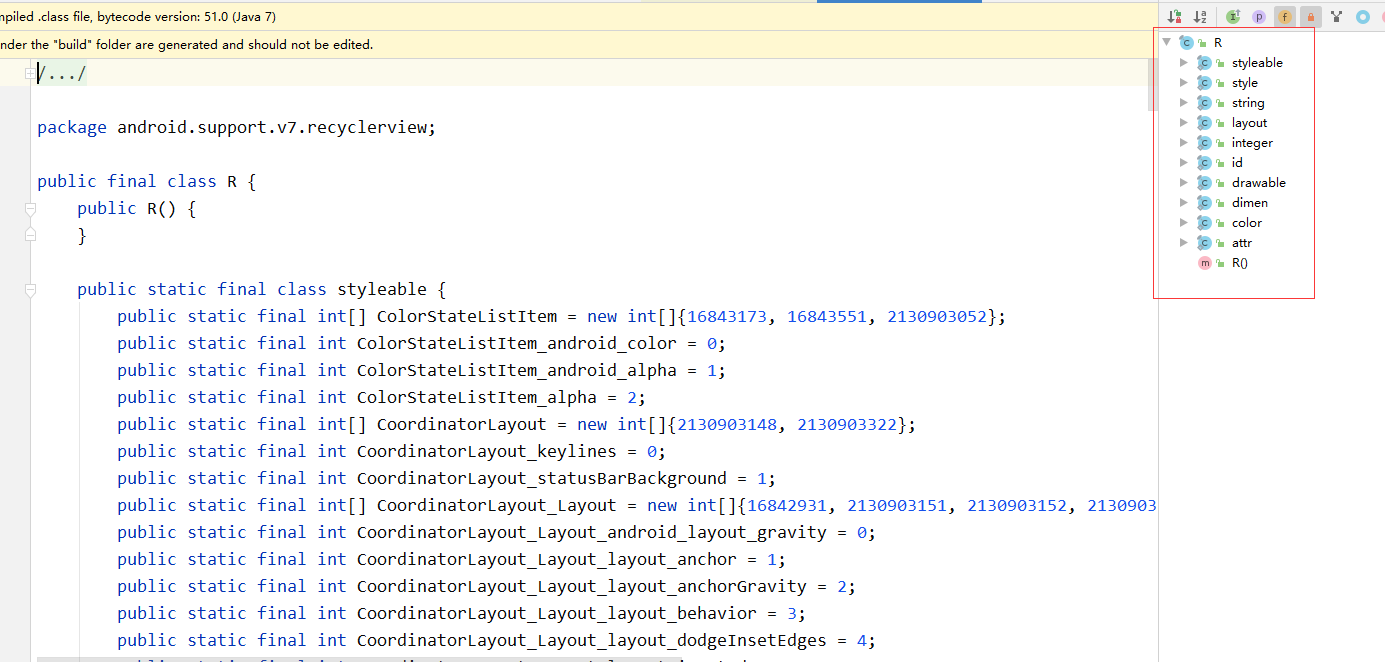 mpiled .class file, bytecode version: 51.0 (Java 7)
nder the "build" folder are generated and should not be edited.
/.../
package android.support.v7.recyclerview;
public final class R {
public R() {
}
public static final class styleable {
public static final int[] ColorStateListItem = new int[]{16843173, 16843551, 2130903052};
public static final int ColorStateListItem_android_color = 0;
public static final int ColorStateListItem_android_alpha = 1;
public static final int ColorStateListItem_alpha = 2;
public static final int[] CoordinatorLayout = new int[]{2130903148, 2130903322};
public static final int CoordinatorLayout_keylines = 0;
public static final int CoordinatorLayout_statusBarBackground = 1;
public static final int[] CoordinatorLayout_Layout = new int[]{16842931, 2130903151, 2130903152, 2130903
public static final int CoordinatorLayout_Layout_android_layout_gravity = 0;
public static final int CoordinatorLayout_Layout_layout_anchor = 1;
public static final int CoordinatorLayout_Layout_layout_anchorGravity = 2;
public static final int CoordinatorLayout_Layout_layout_behavior = 3;
public static final int CoordinatorLayout_Layout_layout_dodgeInsetEdges = 4;
R
styleable
style
string
layout
integer
id
drawable
dimen
color
attr
R()